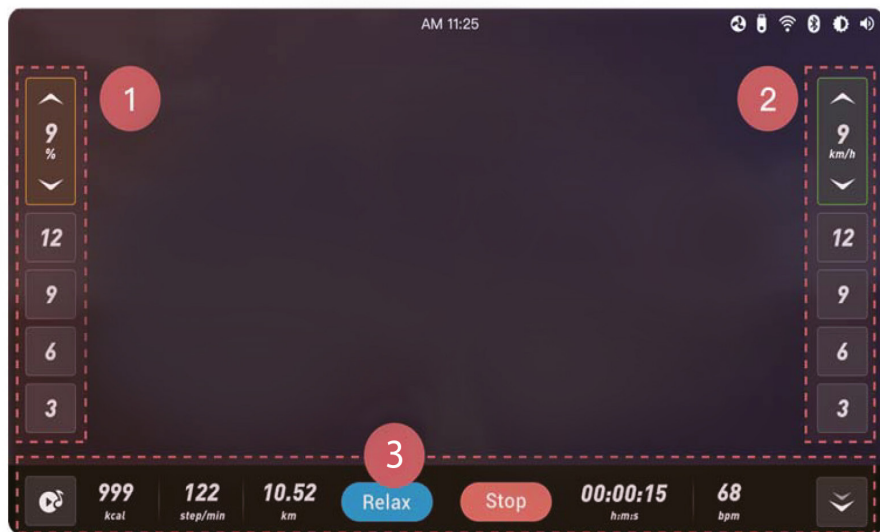 AM 11:25
1
2
9
%
12
9
6
3
9
km/h
12
9
6
3
3
999
kcal
122
step/min
10.52
km
Relax
Stop
00:00:15
h:m:s
68
bpm